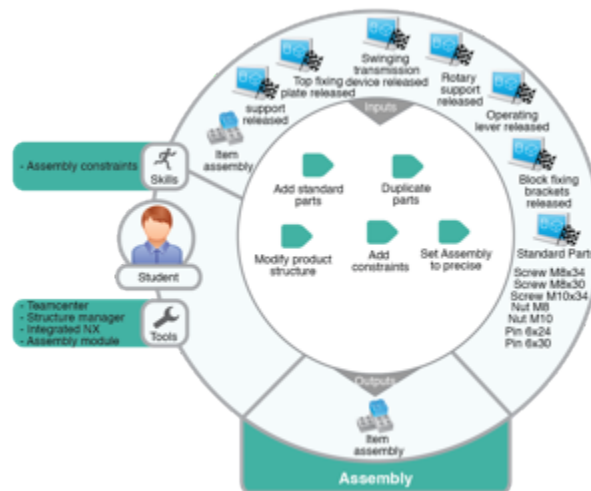 Swinging
transmission
device released
Top fixing
plate released
Rotary
support
released
support
released
Operating
lever released
Inputs
Item
assembly
Block fixing
brackets
released
- Assembly constraints
Skills
Add standard
parts
Duplicate
parts
Standard Parts
Modify product
structure
Add
constraints
Set Assembly
to precise
Student
Screw M8x34
Screw M8x30
Screw M10x34
Nut M8
Nut M10
Pin 6x24
Pin 6x30
- Teamcenter
- Structure manager
- Integrated NX
- Assembly module
Tools
Outputs
Item
assembly
Assembly